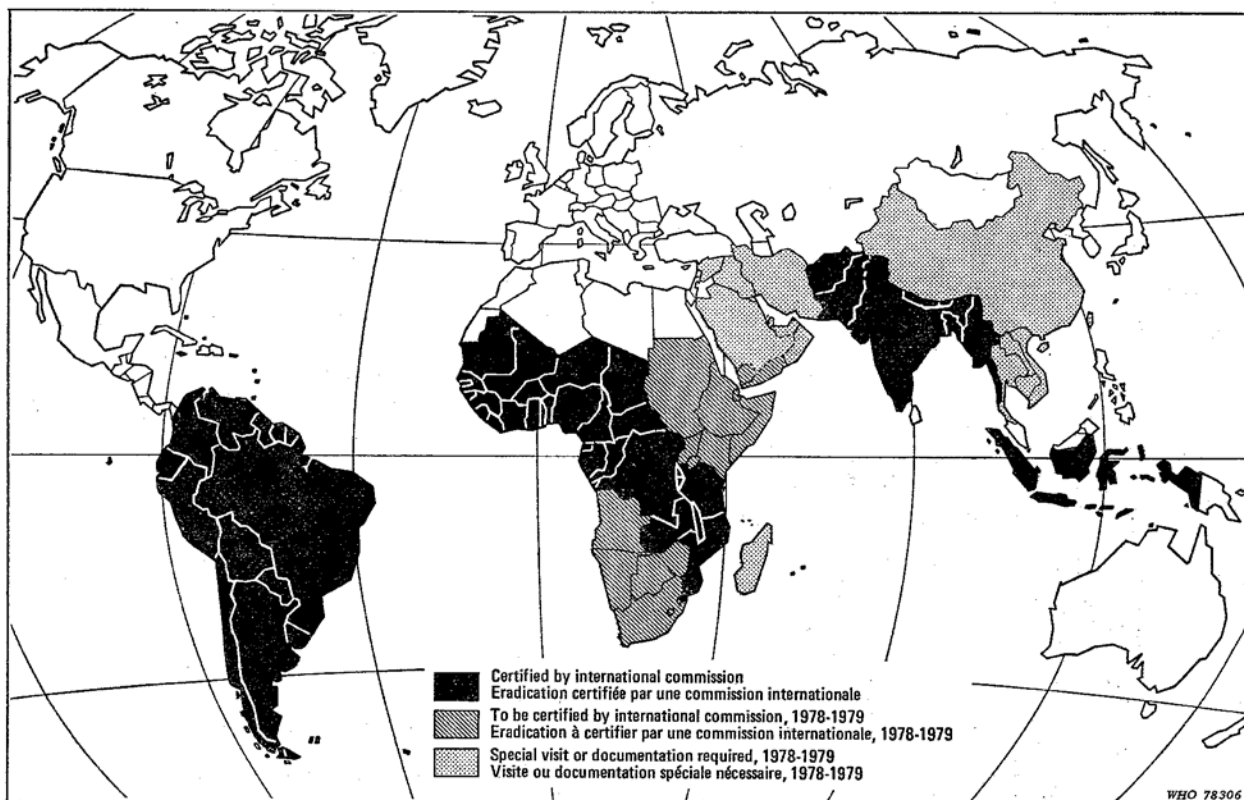 Certified by international commission
Eradication certifiée par une commission internationale
To be certified by international commission, 1978-1979
Eradication à certifier par une commission internationale, 1978-1979
Special visit or documentation required, 1978-1979
Visite ou documentation spéciale nécessaire, 1978-1979
WHO 78306